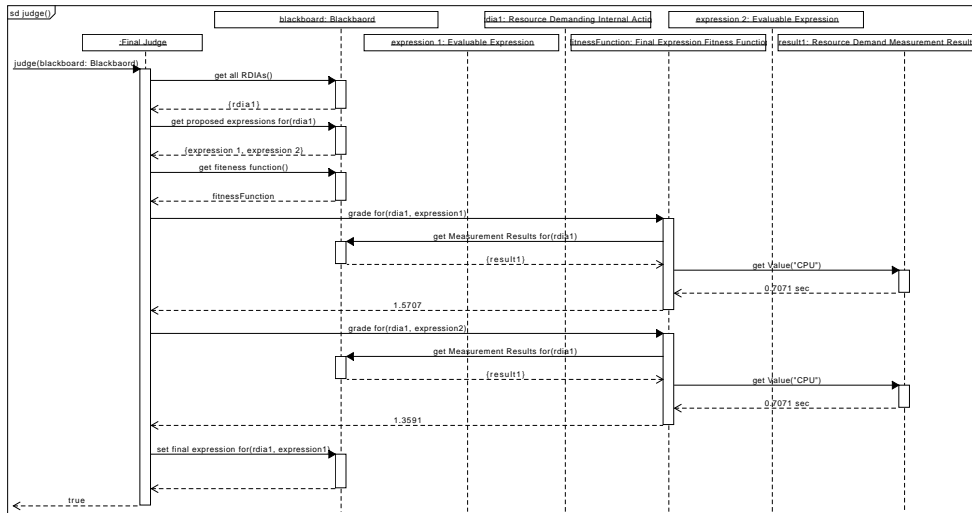 sd judge()
blackboard: Blackbaord
rdia1: Resource Demanding Internal Actio
expression 2: Evaluable Expression
:Final Judge
expression 1: Evaluable Expression
fitnessFunction: Final Expression Fitness Function
result1: Resource Demand Measurement Result
judge(blackboard: Blackbaord)
get all RDIAs()
{rdia1}
get proposed expressions for(rdia1)
{expression 1, expression 2}
get fiteness function()
fitnessFunction
grade for(rdia1, expression1)
get Measurement Results for(rdia1)
{result1}
get Value("CPU")
0.7071 sec
1.5707
grade for(rdia1, expression2)
get Measurement Results for(rdia1)
{result1}
get Value("CPU")
0.7071 sec
1.3591
set final expression for(rdia1, expression1)
true